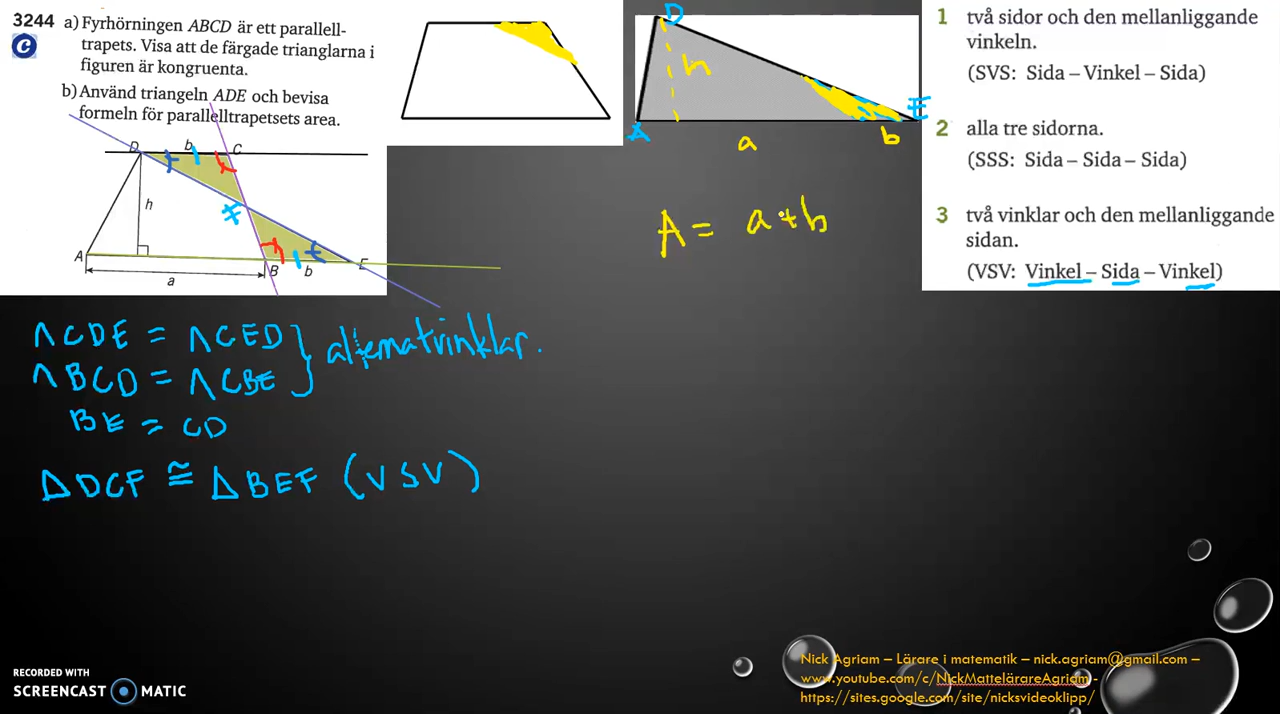 3244 a) Fyrhörningen ABCD är ett parallell-
trapets. Visa att de färgade trianglarna i
figuren är kongruenta.
b) Använd triangeln ADE och bevisa
formeln för parallelltrapetsets area.
C
D b C
h
A B b E
a
D
h
A a b E
A = a+b
1 två sidor och den mellanliggande
vinkeln.
(SVS: Sida – Vinkel – Sida)
2 alla tre sidorna.
(SSS: Sida – Sida – Sida)
3 två vinklar och den mellanliggande
sidan.
(VSV: Vinkel – Sida – Vinkel)
∧CDE = ∧CED } alternatvinklar.
∧BCD = ∧CBE
BE = CD
△DCF ≅ △BEF (VSV)
RECORDED WITH
SCREENCAST MATIC
Nick Agriam – Lärare i matematik – nick.agriam@gmail.com –
www.youtube.com/c/NickMattelärareAgriam -
https://sites.google.com/site/nicksvideoklipp/